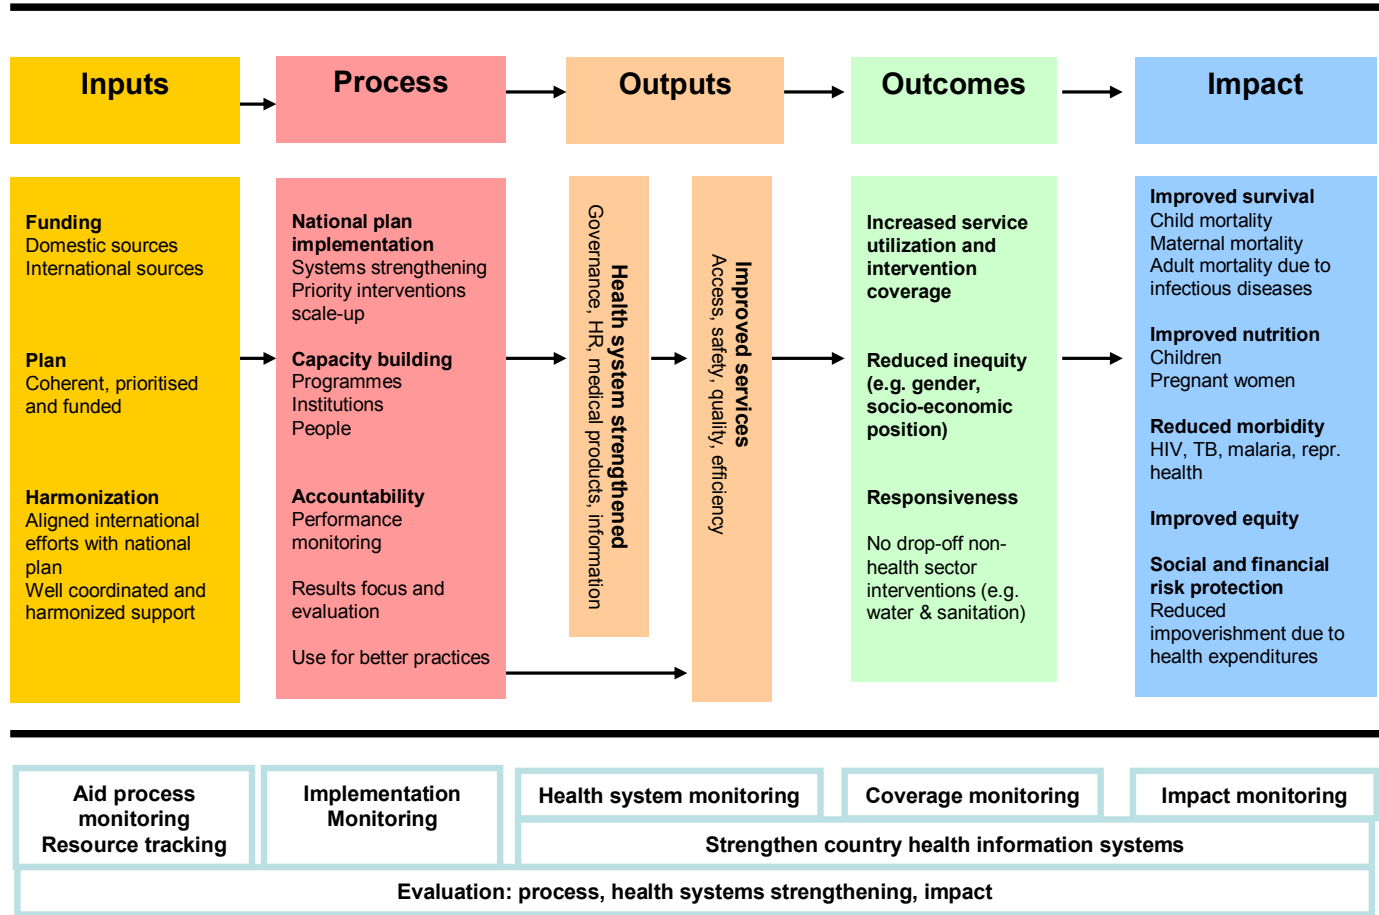 Inputs
Process
Outputs
Outcomes
Impact
Funding
Domestic sources
International sources
Plan
Coherent, prioritised
and funded
Harmonization
Aligned international
efforts with national
plan
Well coordinated and
harmonized support
National plan
implementation
Systems strengthening
Priority interventions
scale-up
Capacity building
Programmes
Institutions
People
Accountability
Performance
monitoring
Results focus and
evaluation
Use for better practices
Health system strengthened
Governance, HR, medical products, information
Improved services
Access, safety, quality, efficiency
Increased service
utilization and
intervention
coverage
Reduced inequity
(e.g. gender,
socio-economic
position)
Responsiveness
No drop-off non-
health sector
interventions (e.g.
water & sanitation)
Improved survival
Child mortality
Maternal mortality
Adult mortality due to
infectious diseases
Improved nutrition
Children
Pregnant women
Reduced morbidity
HIV, TB, malaria, repr.
health
Improved equity
Social and financial
risk protection
Reduced
impoverishment due to
health expenditures
Aid process
monitoring
Resource tracking
Implementation
Monitoring
Health system monitoring
Coverage monitoring
Impact monitoring
Strengthen country health information systems
Evaluation: process, health systems strengthening, impact